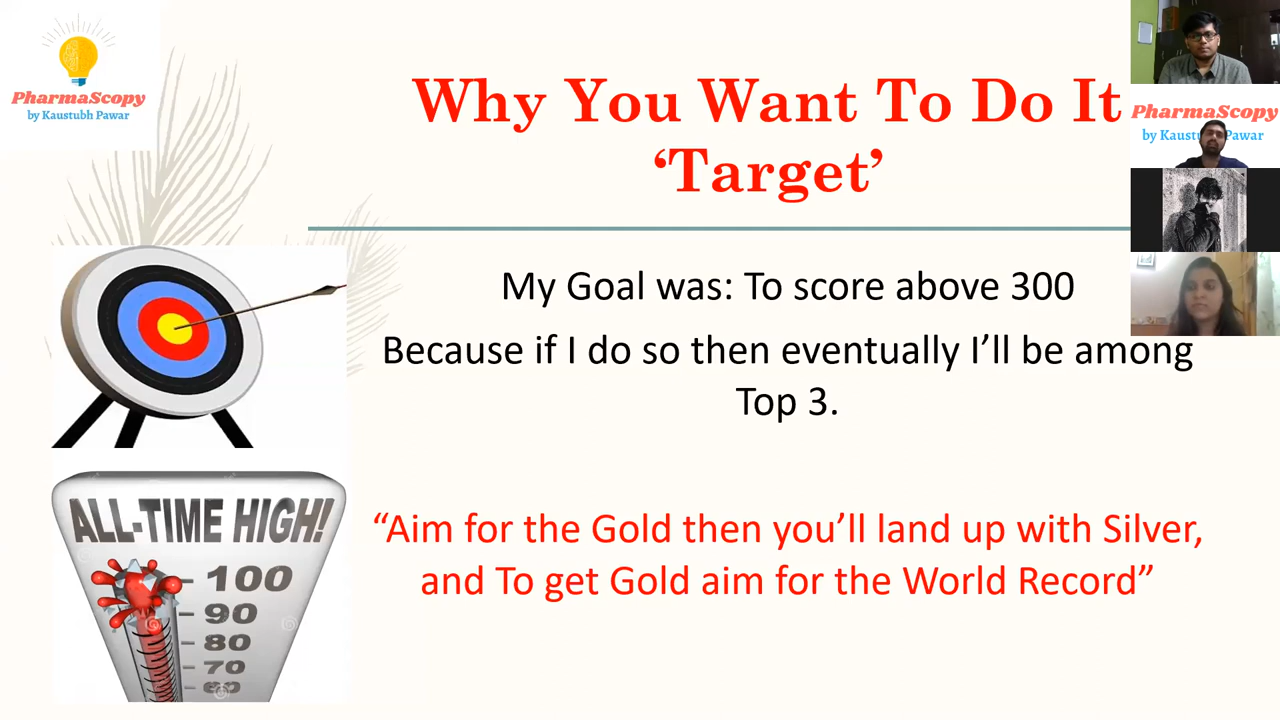 PharmaScopy
by Kaustubh Pawar
Why You Want To Do It
‘Target’
PharmaScopy
by Pawar
My Goal was: To score above 300
Because if I do so then eventually I’ll be among
Top 3.
ALL-TIME HIGH!
100
90
80
70
60
“Aim for the Gold then you’ll land up with Silver,
and To get Gold aim for the World Record”